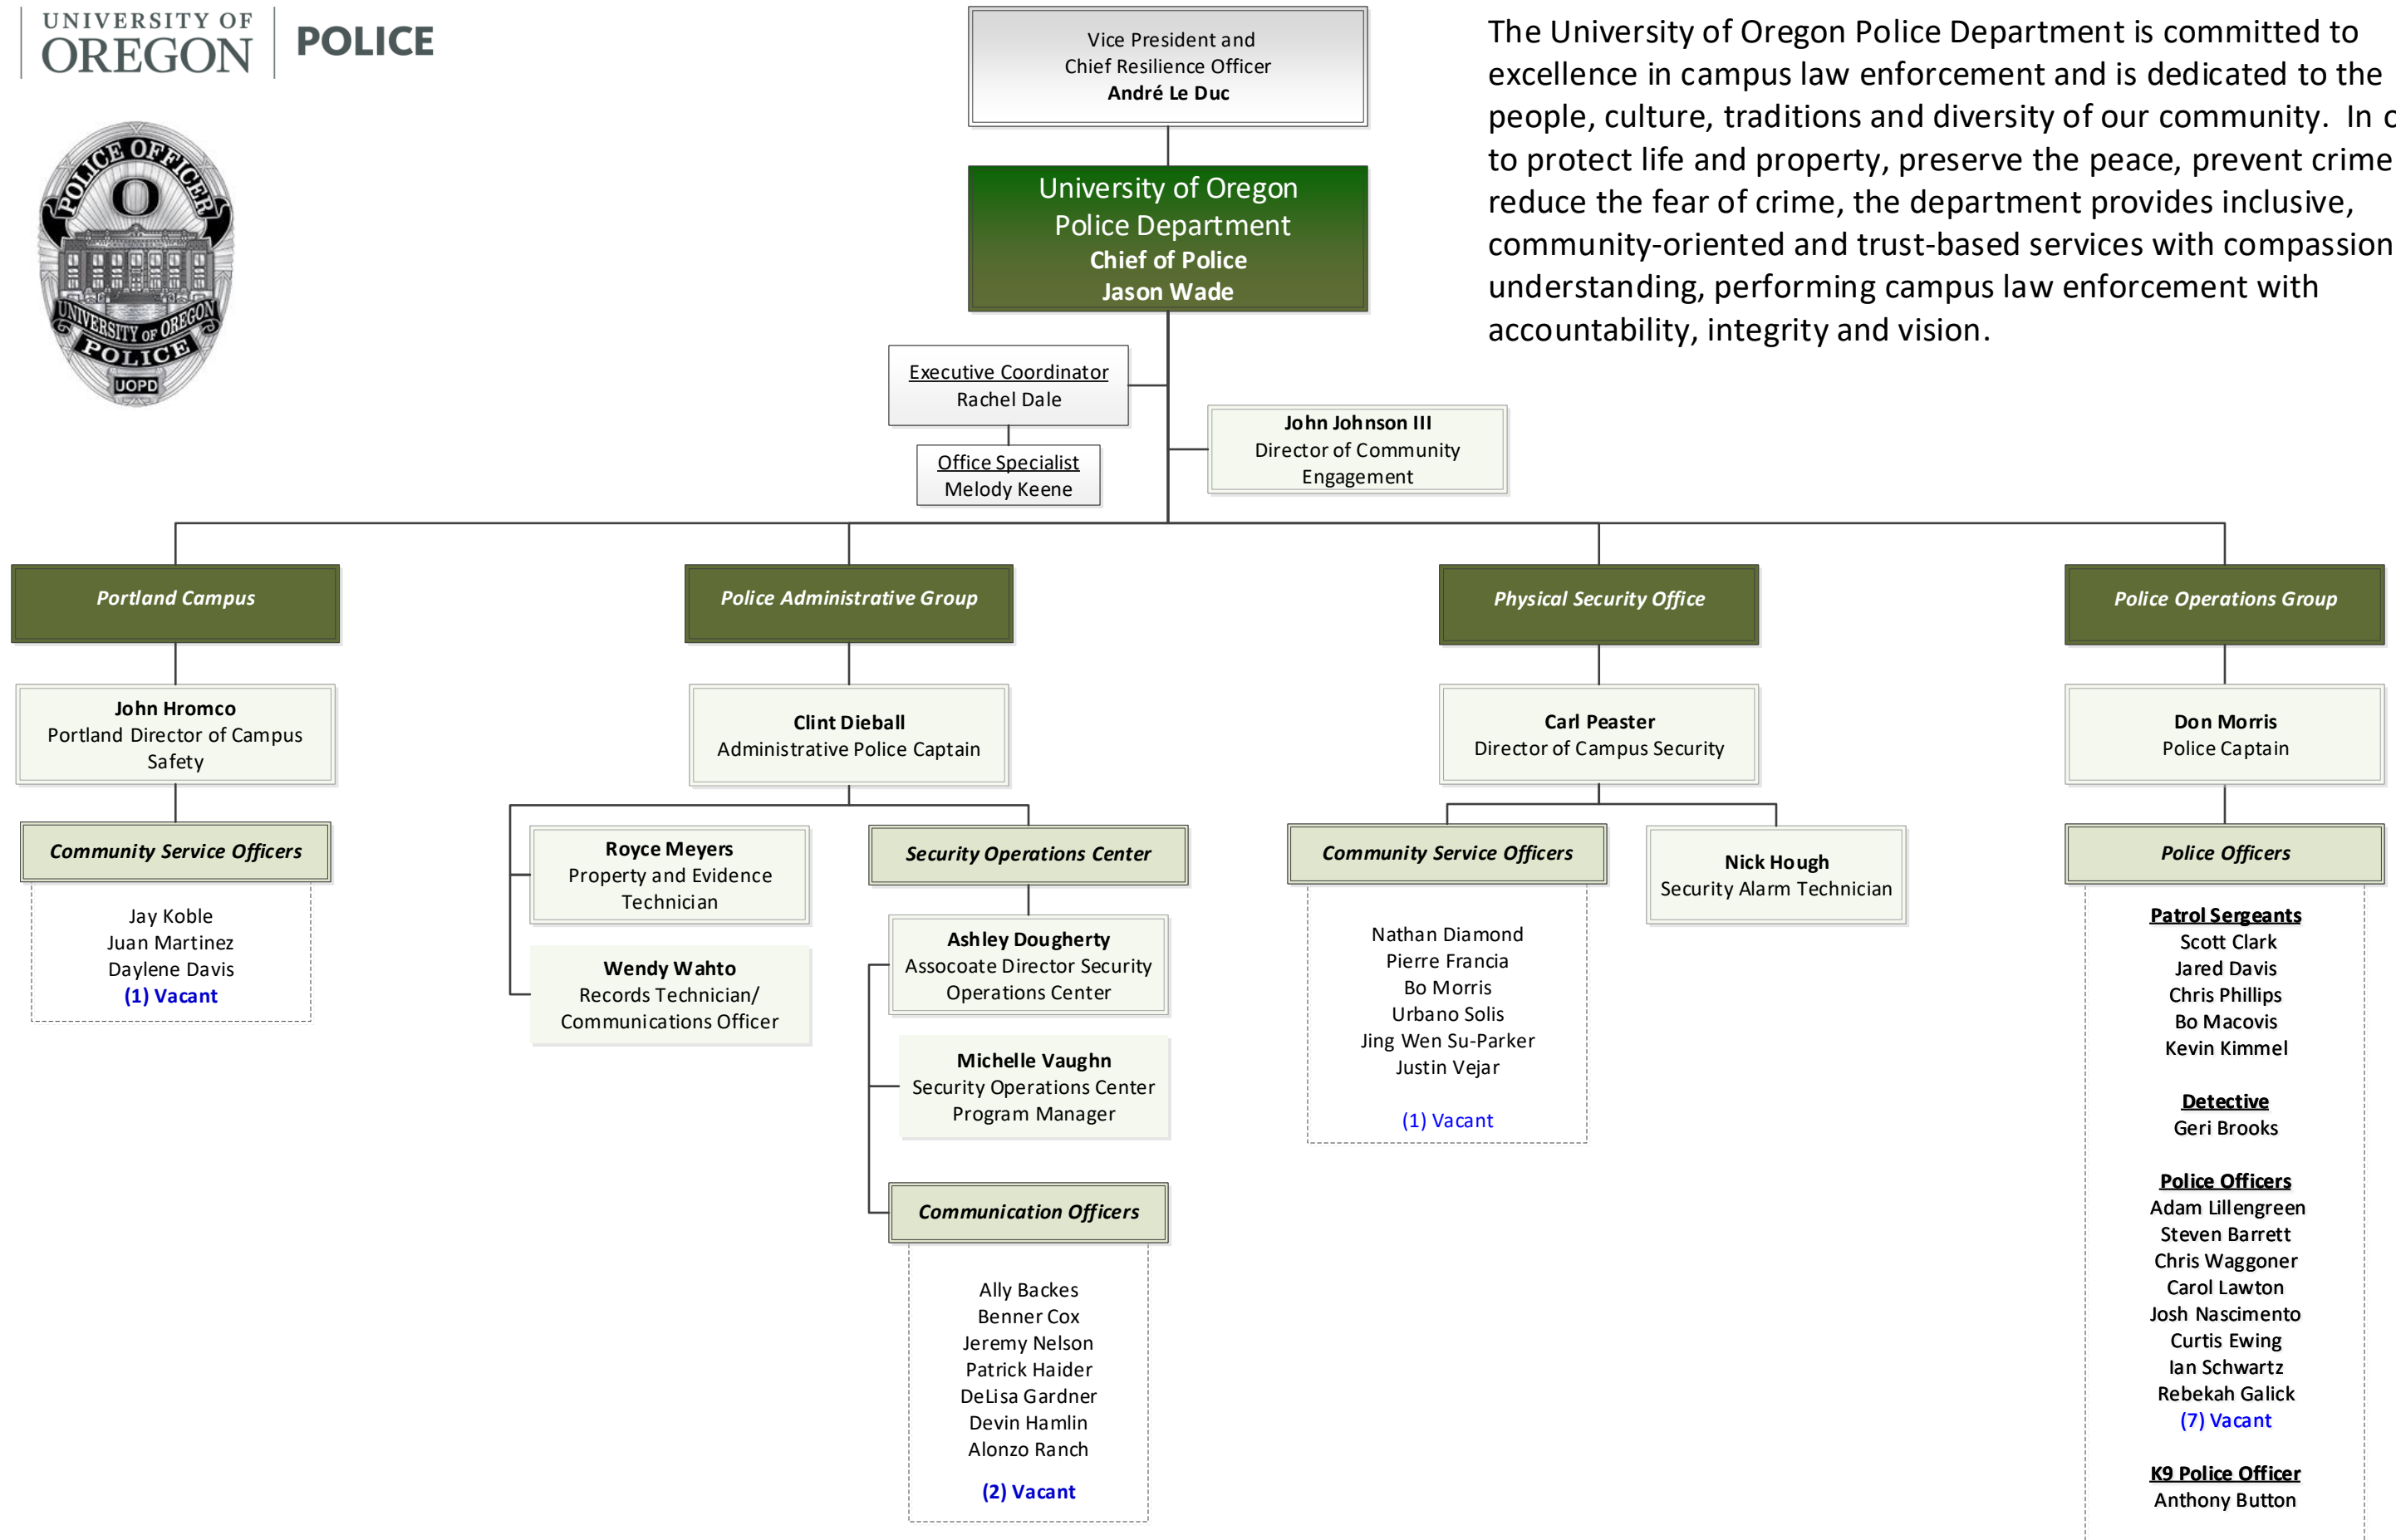 UNIVERSITY OF
OREGON
POLICE
POLICE OFFICER
O
UNIVERSITY OF OREGON
POLICE
UOPD
Vice President and
Chief Resilience Officer
André Le Duc
University of Oregon
Police Department
Chief of Police
Jason Wade
The University of Oregon Police Department is committed to
excellence in campus law enforcement and is dedicated to the
people, culture, traditions and diversity of our community. In o
to protect life and property, preserve the peace, prevent crime
reduce the fear of crime, the department provides inclusive,
community-oriented and trust-based services with compassion
understanding, performing campus law enforcement with
accountability, integrity and vision.
Executive Coordinator
Rachel Dale
Office Specialist
Melody Keene
John Johnson III
Director of Community
Engagement
Portland Campus
John Hromco
Portland Director of Campus
Safety
Community Service Officers
Jay Koble
Juan Martinez
Daylene Davis
(1) Vacant
Police Administrative Group
Clint Dieball
Administrative Police Captain
Royce Meyers
Property and Evidence
Technician
Wendy Wahto
Records Technician/
Communications Officer
Security Operations Center
Ashley Dougherty
Assocoate Director Security
Operations Center
Michelle Vaughn
Security Operations Center
Program Manager
Communication Officers
Ally Backes
Benner Cox
Jeremy Nelson
Patrick Haider
DeLisa Gardner
Devin Hamlin
Alonzo Ranch
(2) Vacant
Physical Security Office
Carl Peaster
Director of Campus Security
Community Service Officers
Nathan Diamond
Pierre Francia
Bo Morris
Urbano Solis
Jing Wen Su-Parker
Justin Vejar
(1) Vacant
Nick Hough
Security Alarm Technician
Police Operations Group
Don Morris
Police Captain
Police Officers
Patrol Sergeants
Scott Clark
Jared Davis
Chris Phillips
Bo Macovis
Kevin Kimmel
Detective
Geri Brooks
Police Officers
Adam Lillengreen
Steven Barrett
Chris Waggoner
Carol Lawton
Josh Nascimento
Curtis Ewing
Ian Schwartz
Rebekah Galick
(7) Vacant
K9 Police Officer
Anthony Button